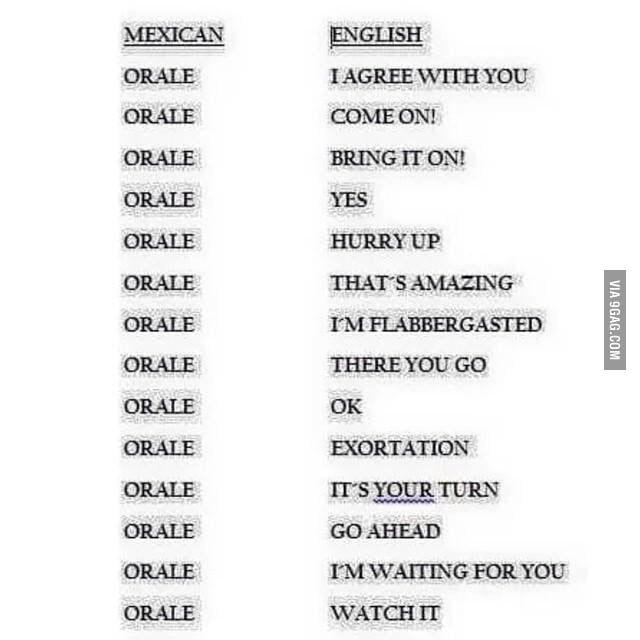 MEXICAN ENGLISH
ORALE I AGREE WITH YOU
ORALE COME ON!
ORALE BRING IT ON!
ORALE YES
ORALE HURRY UP
ORALE THAT´S AMAZING
ORALE I´M FLABBERGASTED
ORALE THERE YOU GO
ORALE OK
ORALE EXORTATION
ORALE IT´S YOUR TURN
ORALE GO AHEAD
ORALE I´M WAITING FOR YOU
ORALE WATCH IT
VIA 9GAG.COM